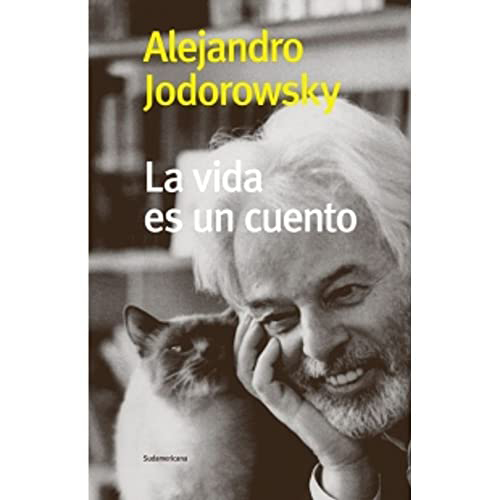 Alejandro
Jodorowsky
La vida
es un cuento
Sudamericana